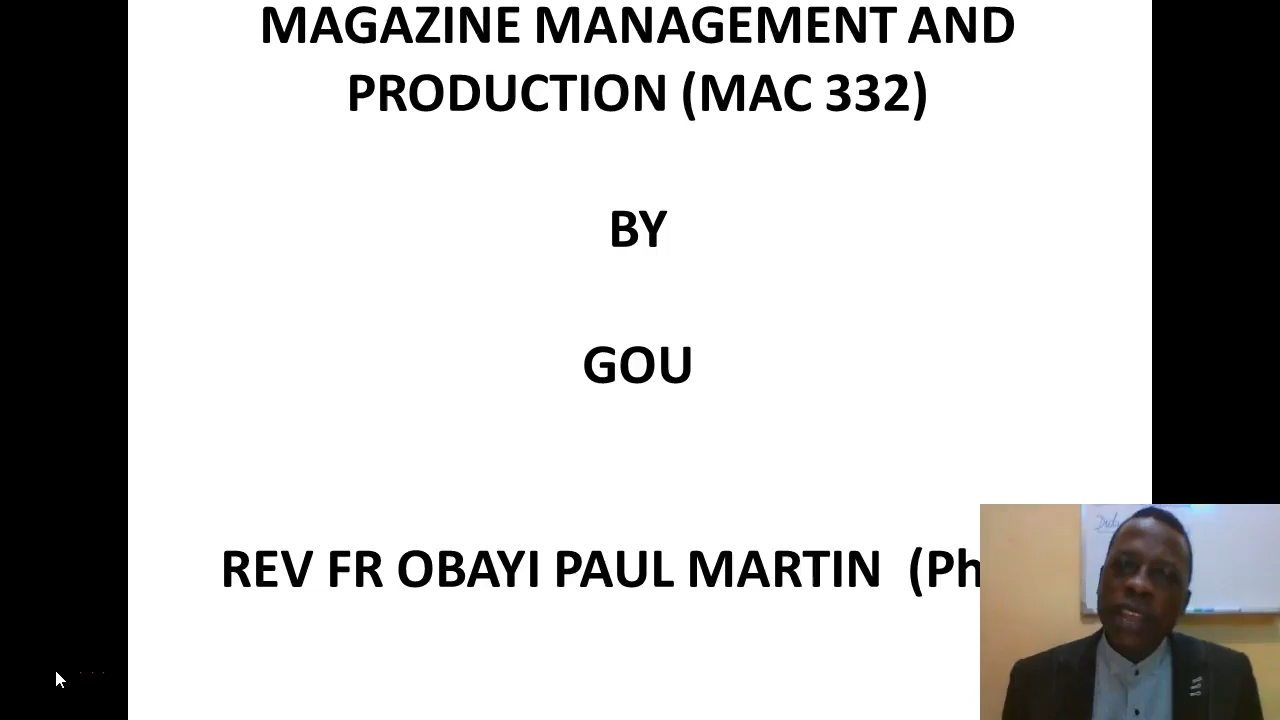 MAGAZINE MANAGEMENT AND
PRODUCTION (MAC 332)
BY
GOU
REV FR OBAYI PAUL MARTIN (Ph